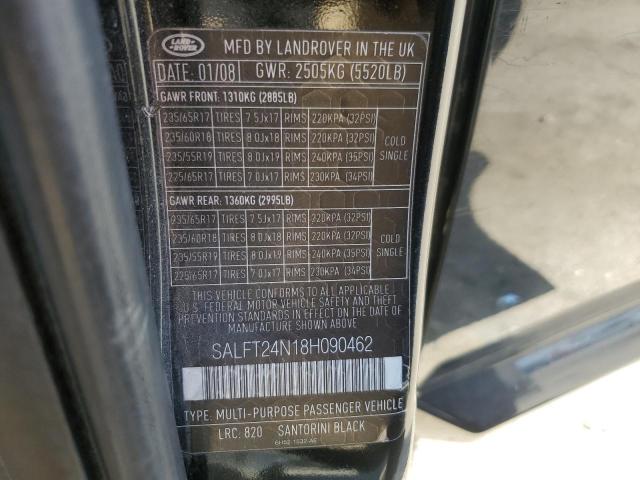 LAND ROVER
MFD BY LANDROVER IN THE UK
DATE: 01/08 GWR: 2505KG (5520LB)
GAWR FRONT: 1310KG (2885LB)
235/65R17 TIRES 7.5Jx17 RIMS 220KPA (32PSI)
235/60R18 TIRES 8.0Jx18 RIMS 220KPA (32PSI)
235/55R19 TIRES 8.0Jx19 RIMS 240KPA (35PSI)
225/65R17 TIRES 7.0Jx17 RIMS 230KPA (34PSI)
COLD
SINGLE
GAWR REAR: 1360KG (2995LB)
235/65R17 TIRES 7.5Jx17 RIMS 220KPA (32PSI)
235/60R18 TIRES 8.0Jx18 RIMS 220KPA (32PSI)
235/55R19 TIRES 8.0Jx19 RIMS 240KPA (35PSI)
225/65R17 TIRES 7.0Jx17 RIMS 230KPA (34PSI)
COLD
SINGLE
THIS VEHICLE CONFORMS TO ALL APPLICABLE
U.S. FEDERAL MOTOR VEHICLE SAFETY AND THEFT
PREVENTION STANDARDS IN EFFECT ON THE DATE OF
MANUFACTURE SHOWN ABOVE.
SALFT24N18H090462
TYPE: MULTI-PURPOSE PASSENGER VEHICLE
LRC: 820 SANTORINI BLACK
6H52-1532-AE